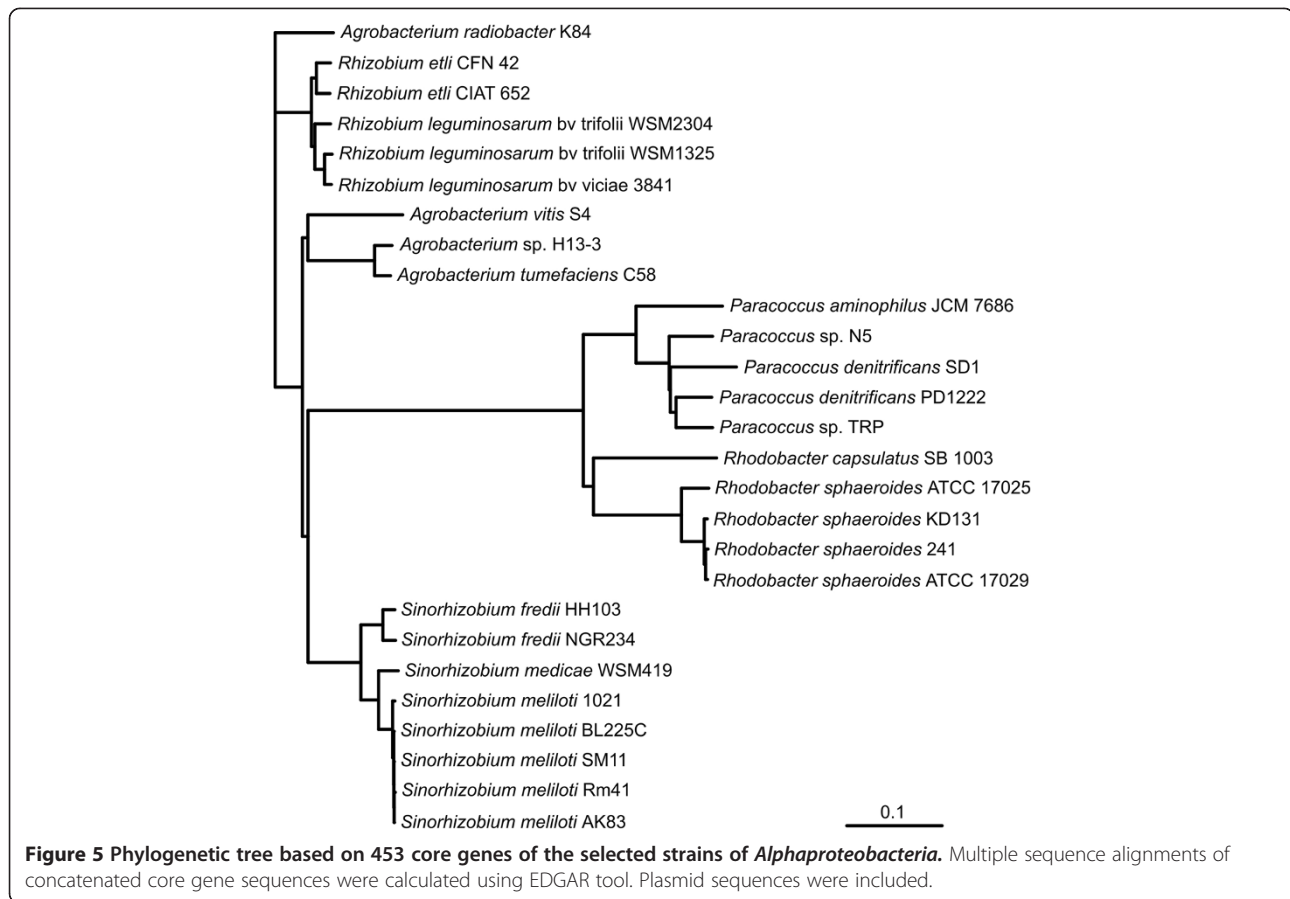 Agrobacterium radiobacter K84
Rhizobium etli CFN 42
Rhizobium etli CIAT 652
Rhizobium leguminosarum bv trifolii WSM2304
Rhizobium leguminosarum bv trifolii WSM1325
Rhizobium leguminosarum bv viciae 3841
Agrobacterium vitis S4
Agrobacterium sp. H13-3
Agrobacterium tumefaciens C58
Paracoccus aminophilus JCM 7686
Paracoccus sp. N5
Paracoccus denitrificans SD1
Paracoccus denitrificans PD1222
Paracoccus sp. TRP
Rhodobacter capsulatus SB 1003
Rhodobacter sphaeroides ATCC 17025
Rhodobacter sphaeroides KD131
Rhodobacter sphaeroides 241
Rhodobacter sphaeroides ATCC 17029
Sinorhizobium fredii HH103
Sinorhizobium fredii NGR234
Sinorhizobium medicae WSM419
Sinorhizobium meliloti 1021
Sinorhizobium meliloti BL225C
Sinorhizobium meliloti SM11
Sinorhizobium meliloti Rm41
Sinorhizobium meliloti AK83
0.1
Figure 5 Phylogenetic tree based on 453 core genes of the selected strains of Alphaproteobacteria. Multiple sequence alignments of
concatenated core gene sequences were calculated using EDGAR tool. Plasmid sequences were included.